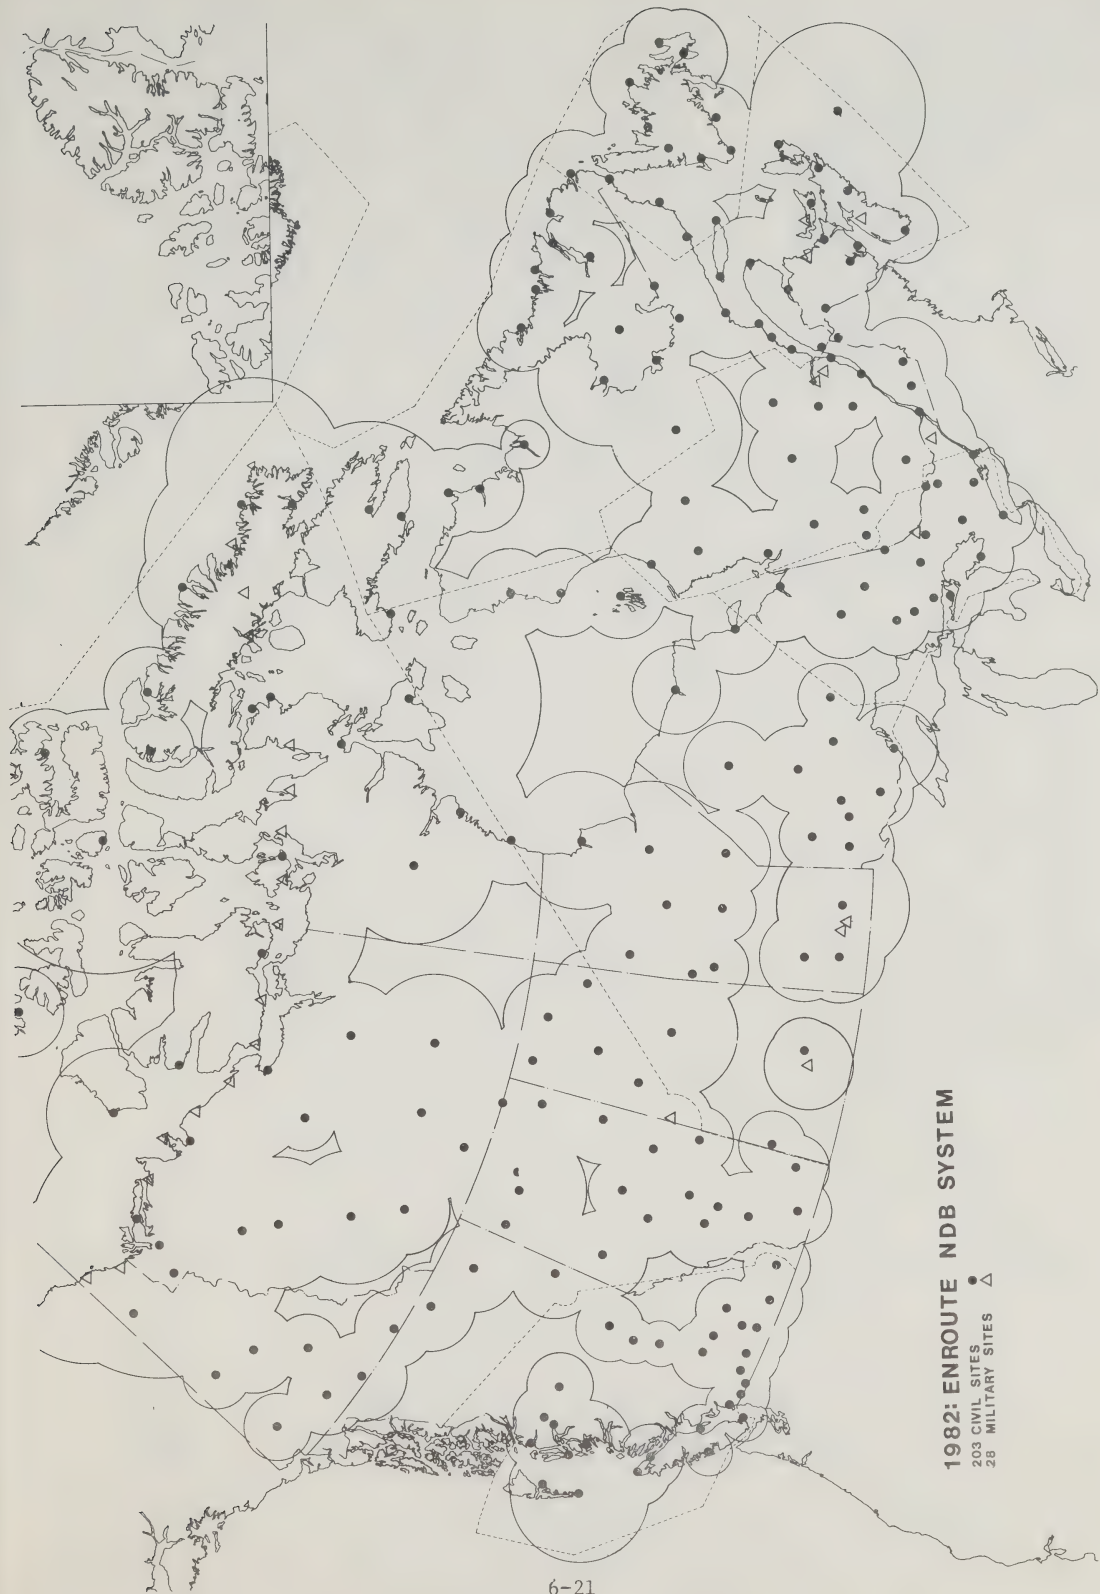 1982: ENROUTE NDB SYSTEM
203 CIVIL SITES ●
28 MILITARY SITES △
6-21